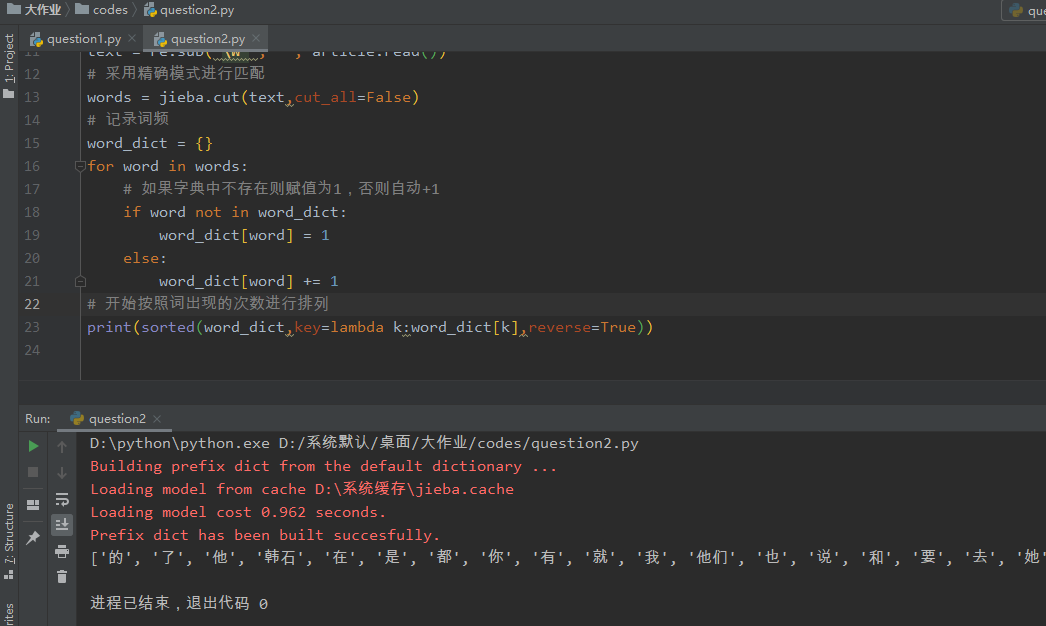 大作业 codes question2.py que
question1.py × question2.py ×
1: Project
11 text = re.sub( \W , , article.read())
12 # 采用精确模式进行匹配
13 words = jieba.cut(text,cut_all=False)
14 # 记录词频
15 word_dict = {}
16 for word in words:
17 # 如果字典中不存在则赋值为1，否则自动+1
18 if word not in word_dict:
19 word_dict[word] = 1
20 else:
21 word_dict[word] += 1
22 # 开始按照词出现的次数进行排列
23 print(sorted(word_dict,key=lambda k:word_dict[k],reverse=True))
24
Run: question2 ×
D:\python\python.exe D:/系统默认/桌面/大作业/codes/question2.py
Building prefix dict from the default dictionary ...
Loading model from cache D:\系统缓存\jieba.cache
Loading model cost 0.962 seconds.
Prefix dict has been built succesfully.
['的', '了', '他', '韩石', '在', '是', '都', '你', '有', '就', '我', '他们', '也', '说', '和', '要', '去', '她'
进程已结束，退出代码 0
7: Structure
rites